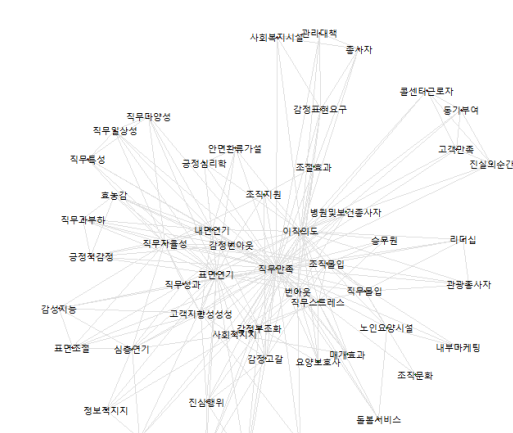 사회복지시설
관리대책
종사자
콜센터근로자
동기부여
감정표현요구
직무다양성
직무일상성
안면환류가설
고객만족
직무특성
긍정심리학
조절효과
진실의순간
효능감
조직지원
직무과부하
병원및보건종사자
내면연기
이직의도
직무자율성
감정변아웃
승무원
리더십
긍정적감정
직무만족
조직몰입
표면연기
직무성과
번아웃
직무몰입
관광종사자
직무스트레스
감성지능
고객지향성성성
감정부조화
사회적지지
노인요양시설
표면조절
심층연기
내부마케팅
감정고갈
요양보호사
매개효과
조직문화
정보적지지
진심행위
돌봄서비스